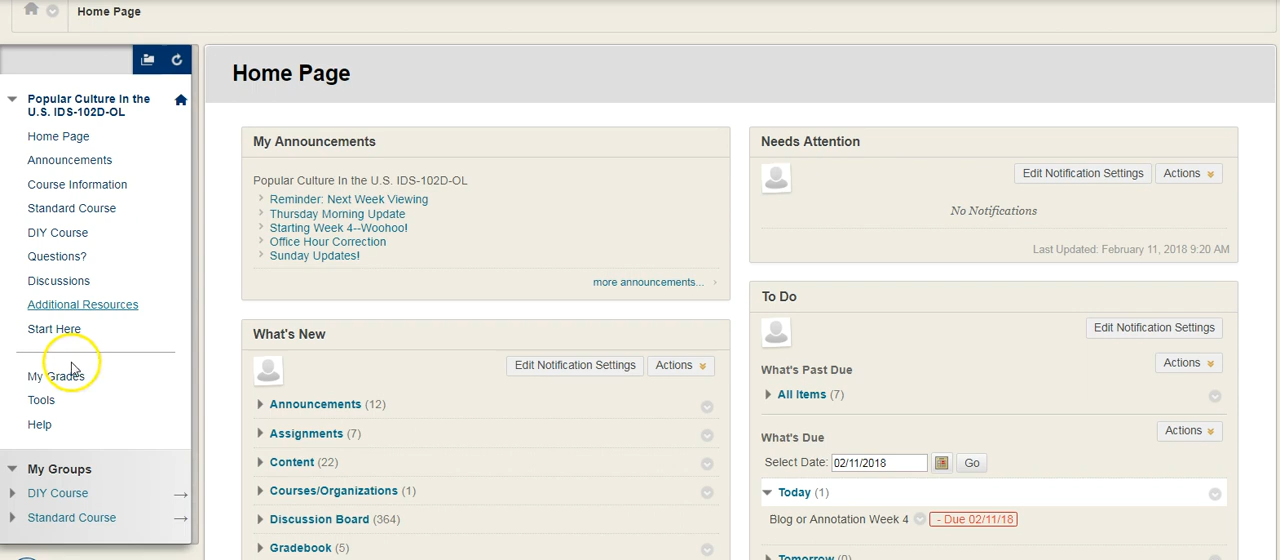 Home Page
Popular Culture In the
U.S. IDS-102D-OL
Home Page
Announcements
Course Information
Standard Course
DIY Course
Questions?
Discussions
Additional Resources
Start Here
My Grades
Tools
Help
My Groups
DIY Course
Standard Course
Home Page
My Announcements
Popular Culture In the U.S. IDS-102D-OL
Reminder: Next Week Viewing
Thursday Morning Update
Starting Week 4--Woohoo!
Office Hour Correction
Sunday Updates!
more announcements...
What's New
Edit Notification Settings Actions
Announcements (12)
Assignments (7)
Content (22)
Courses/Organizations (1)
Discussion Board (364)
Gradebook (5)
Needs Attention
Edit Notification Settings Actions
No Notifications
Last Updated: February 11, 2018 9:20 AM
To Do
Edit Notification Settings
Actions
What's Past Due
All Items (7)
Actions
What's Due
Select Date: 02/11/2018 Go
Today (1)
Blog or Annotation Week 4 - Due 02/11/18
Tomorrow (0)